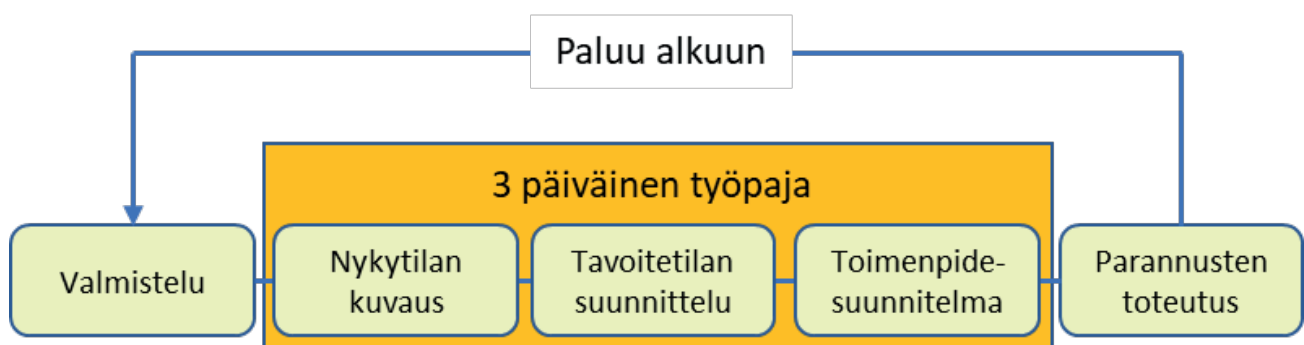 Paluu alkuun
3 päiväinen työpaja
Valmistelu
Nykytilan
kuvaus
Tavoitetilan
suunnittelu
Toimenpide-
suunnitelma
Parannusten
toteutus